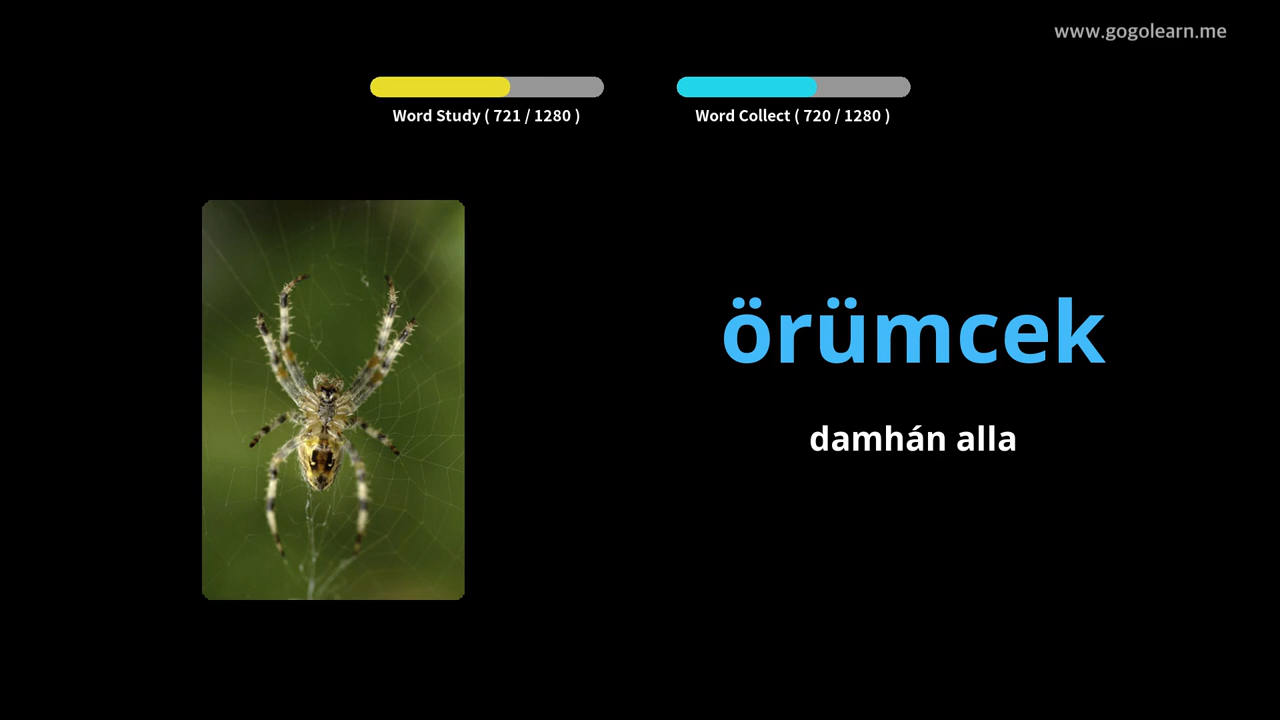 www.gogolearn.me
Word Study ( 721 / 1280 )
Word Collect ( 720 / 1280 )
örümcek
damhán alla